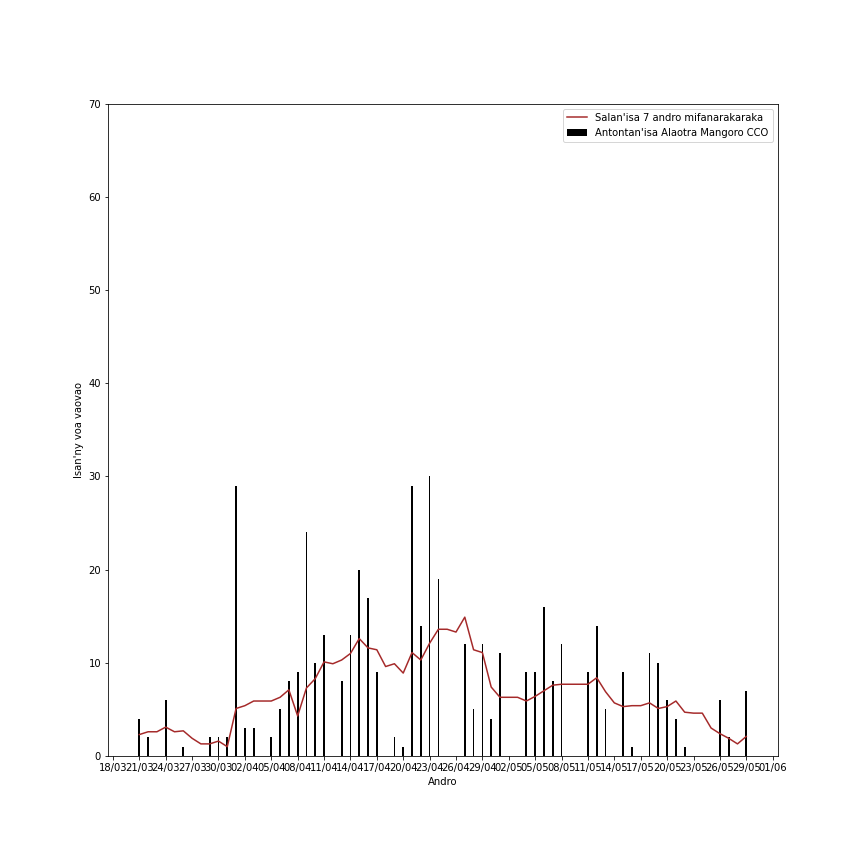 70
Salan'isa 7 andro mifanarakaraka
Antontan'isa Alaotra Mangoro CCO
60
50
40
Isan'ny voa vaovao
30
20
10
0
18/03 21/03 24/03 27/03 30/03 02/04 05/04 08/04 11/04 14/04 17/04 20/04 23/04 26/04 29/04 02/05 05/05 08/05 11/05 14/05 17/05 20/05 23/05 26/05 29/05 01/06
Andro